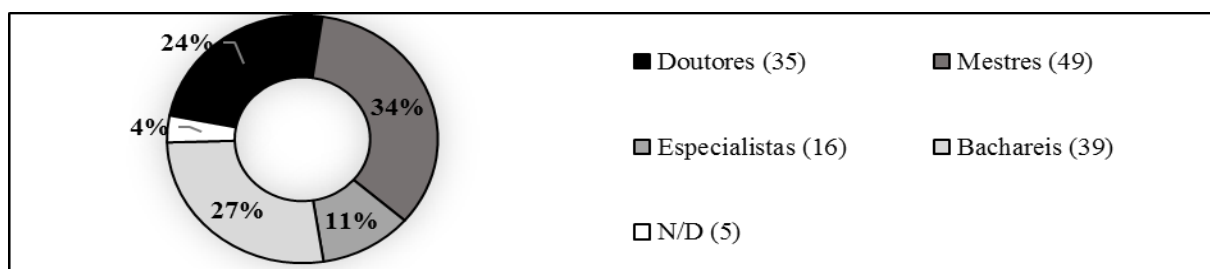 24%
34%
4%
27%
11%
Doutores (35)
Mestres (49)
Especialistas (16)
Bachareis (39)
N/D (5)